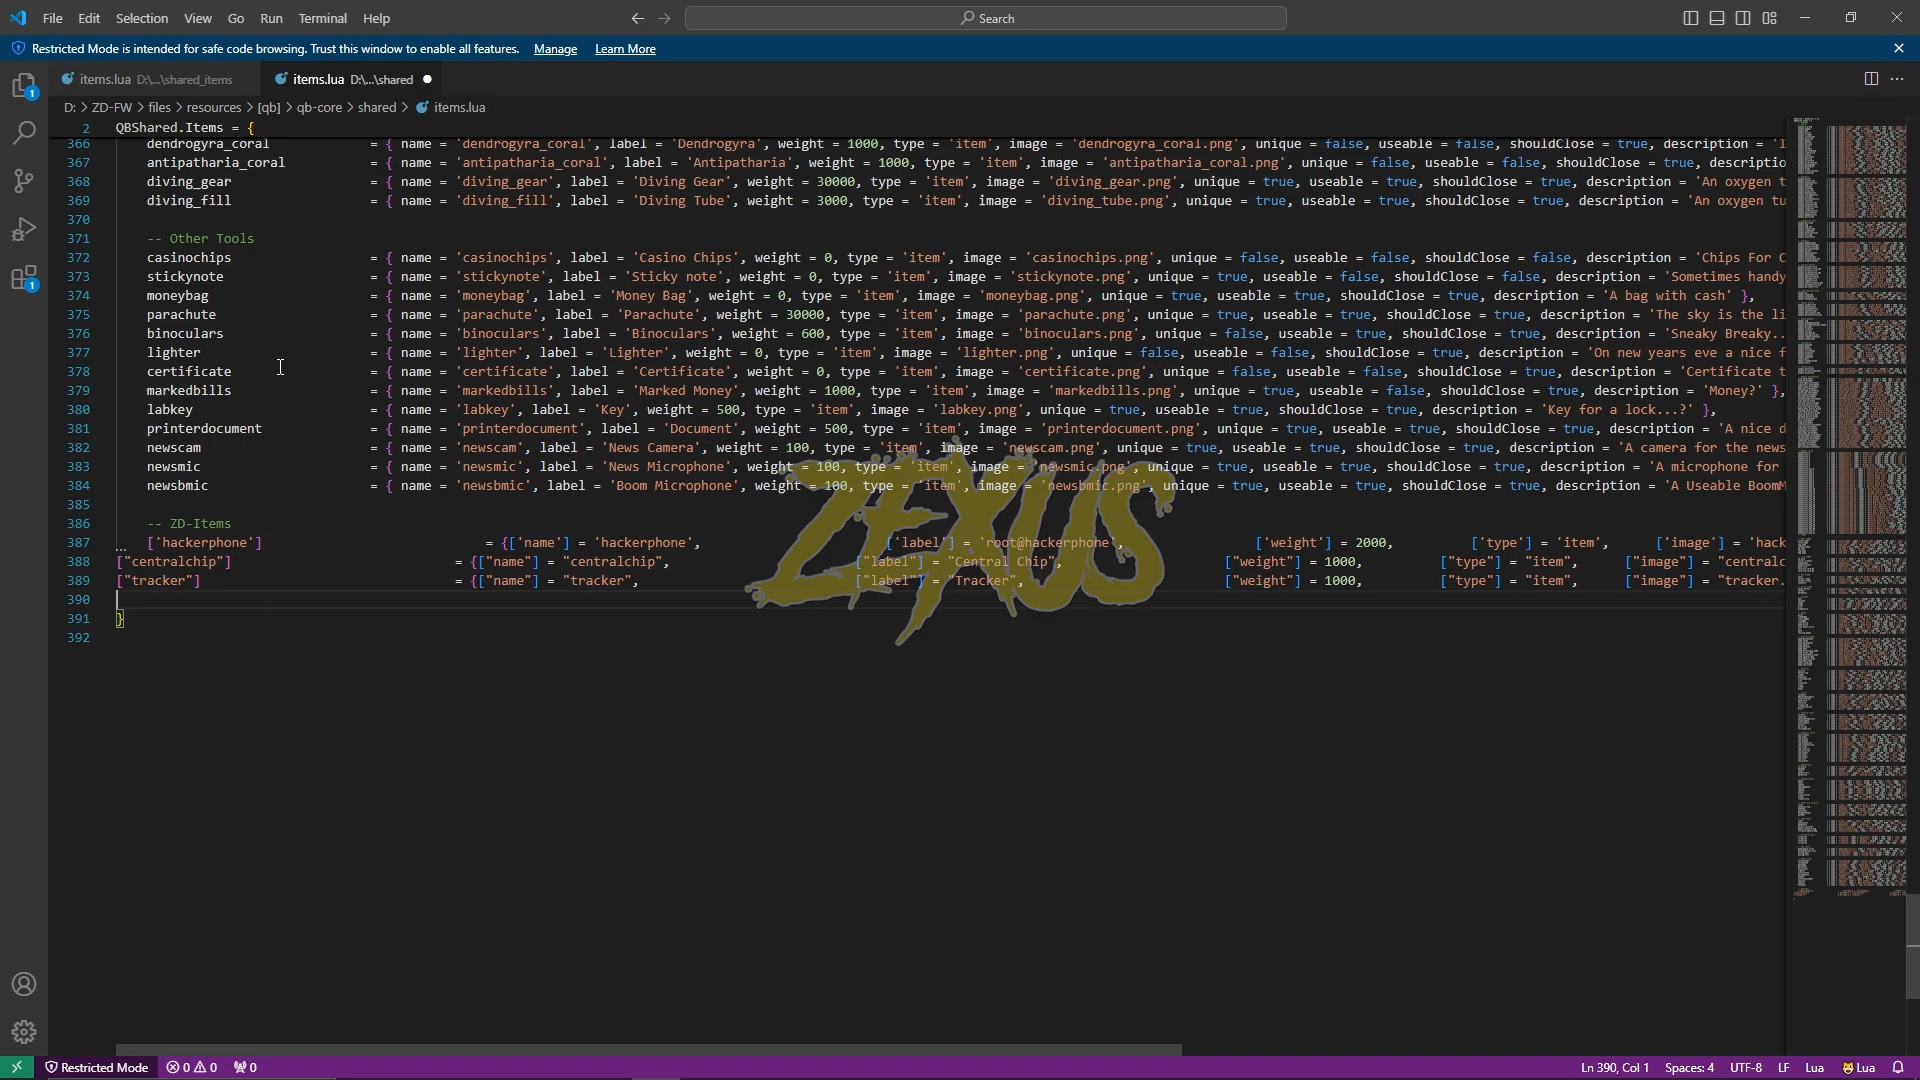 File Edit Selection View Go Run Terminal Help Search
Restricted Mode is intended for safe code browsing. Trust this window to enable all features. Manage Learn More
items.lua D:\...\shared_items items.lua D:\...\shared
D: > ZD-FW > files > resources > [qb] > qb-core > shared > items.lua
2 QBShared.Items = {
366 dendrogyra_coral = { name = 'dendrogyra_coral', label = 'Dendrogyra', weight = 1000, type = 'item', image = 'dendrogyra_coral.png', unique = false, useable = false, shouldClose = true, description = 'I
367 antipatharia_coral = { name = 'antipatharia_coral', label = 'Antipatharia', weight = 1000, type = 'item', image = 'antipatharia_coral.png', unique = false, useable = false, shouldClose = true, descriptio
368 diving_gear = { name = 'diving_gear', label = 'Diving Gear', weight = 30000, type = 'item', image = 'diving_gear.png', unique = true, useable = true, shouldClose = true, description = 'An oxygen t
369 diving_fill = { name = 'diving_fill', label = 'Diving Tube', weight = 3000, type = 'item', image = 'diving_tube.png', unique = true, useable = true, shouldClose = true, description = 'An oxygen tu
370
371 -- Other Tools
372 casinochips = { name = 'casinochips', label = 'Casino Chips', weight = 0, type = 'item', image = 'casinochips.png', unique = false, useable = false, shouldClose = false, description = 'Chips For C
373 stickynote = { name = 'stickynote', label = 'Sticky note', weight = 0, type = 'item', image = 'stickynote.png', unique = true, useable = false, shouldClose = false, description = 'Sometimes handy
374 moneybag = { name = 'moneybag', label = 'Money Bag', weight = 0, type = 'item', image = 'moneybag.png', unique = true, useable = true, shouldClose = true, description = 'A bag with cash' },
375 parachute = { name = 'parachute', label = 'Parachute', weight = 30000, type = 'item', image = 'parachute.png', unique = true, useable = true, shouldClose = true, description = 'The sky is the li
376 binoculars = { name = 'binoculars', label = 'Binoculars', weight = 600, type = 'item', image = 'binoculars.png', unique = false, useable = true, shouldClose = true, description = 'Sneaky Breaky..
377 lighter = { name = 'lighter', label = 'Lighter', weight = 0, type = 'item', image = 'lighter.png', unique = false, useable = false, shouldClose = true, description = 'On new years eve a nice f
378 certificate = { name = 'certificate', label = 'Certificate', weight = 0, type = 'item', image = 'certificate.png', unique = false, useable = false, shouldClose = true, description = 'Certificate t
379 markedbills = { name = 'markedbills', label = 'Marked Money', weight = 1000, type = 'item', image = 'markedbills.png', unique = true, useable = false, shouldClose = true, description = 'Money?' },
380 labkey = { name = 'labkey', label = 'Key', weight = 500, type = 'item', image = 'labkey.png', unique = true, useable = true, shouldClose = true, description = 'Key for a lock...?' },
381 printerdocument = { name = 'printerdocument', label = 'Document', weight = 500, type = 'item', image = 'printerdocument.png', unique = true, useable = true, shouldClose = true, description = 'A nice d
382 newscam = { name = 'newscam', label = 'News Camera', weight = 100, type = 'item', image = 'newscam.png', unique = true, useable = true, shouldClose = true, description = 'A camera for the news
383 newsmic = { name = 'newsmic', label = 'News Microphone', weight = 100, type = 'item', image = 'newsmic.png', unique = true, useable = true, shouldClose = true, description = 'A microphone for
384 newsbmic = { name = 'newsbmic', label = 'Boom Microphone', weight = 100, type = 'item', image = 'newsbmic.png', unique = true, useable = true, shouldClose = true, description = 'A Useable BoomM
385
386 -- ZD-Items
387 ['hackerphone'] = {['name'] = 'hackerphone', ['label'] = 'root@hackerphone', ['weight'] = 2000, ['type'] = 'item', ['image'] = 'hack
388 ["centralchip"] = {["name"] = "centralchip", ["label"] = "Central Chip", ["weight"] = 1000, ["type"] = "item", ["image"] = "centralc
389 ["tracker"] = {["name"] = "tracker", ["label"] = "Tracker", ["weight"] = 1000, ["type"] = "item", ["image"] = "tracker.
390
391 }
392
ZEXUS
Restricted Mode 0 0 0 Ln 390, Col 1 Spaces: 4 UTF-8 LF Lua Lua